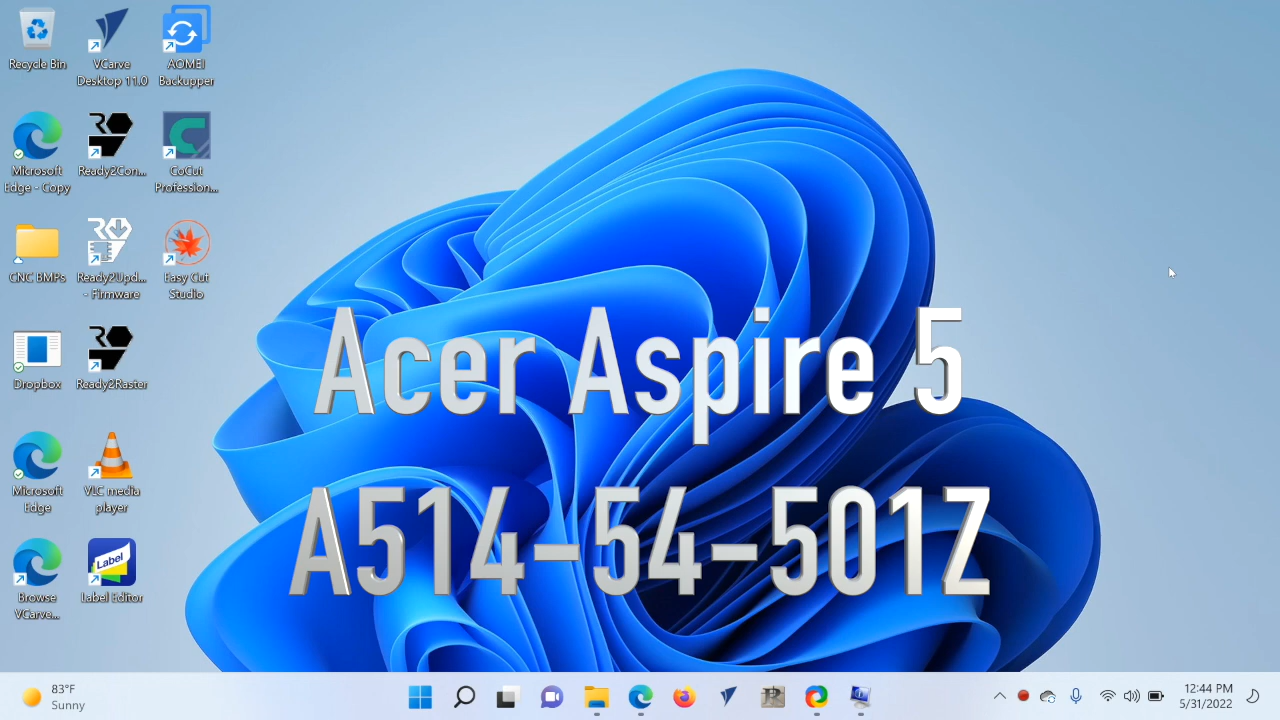 Recycle Bin
VCarve
Desktop 11.0
AOMEI
Backupper
Microsoft
Edge - Copy
Ready2Con...
CoCut
Profession...
CNC BMPs
Ready2Upd...
- Firmware
Easy Cut
Studio
Dropbox
Ready2Raster
Microsoft
Edge
VLC media
player
Browse
VCarve...
Label
Label Editor
Acer Aspire 5
A514-54-501Z
83°F
Sunny
12:44 PM
5/31/2022